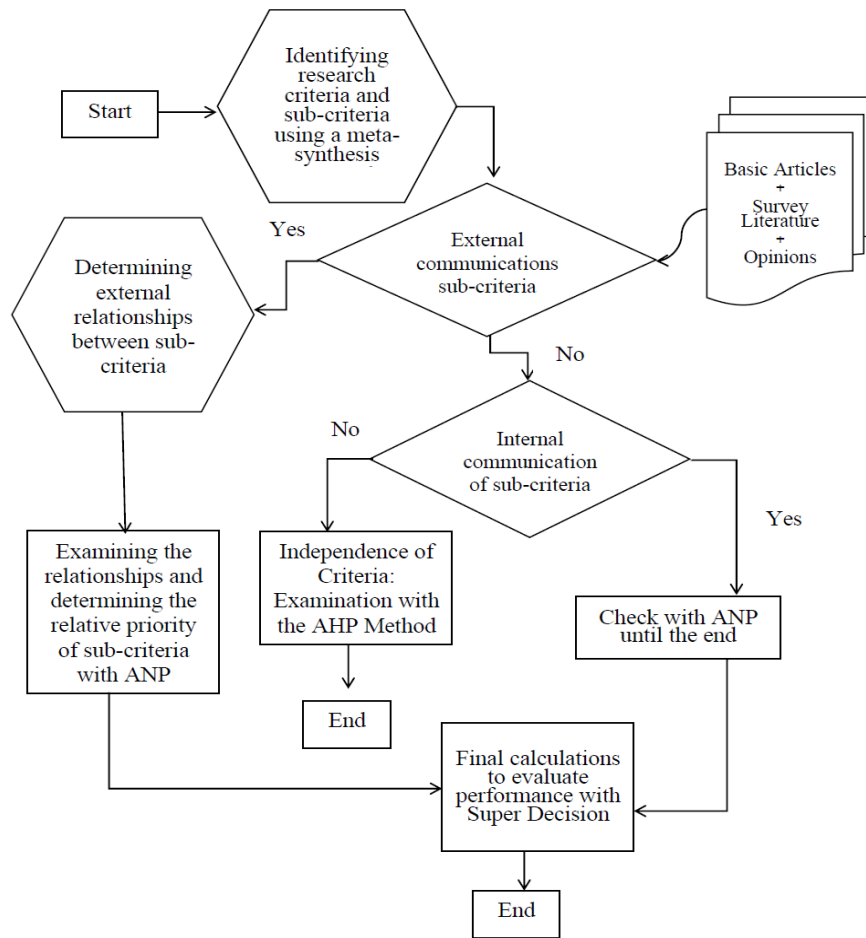 Start
Identifying
research
criteria and
sub-criteria
using a meta-
synthesis
Basic Articles
+
Survey
Literature
+
Opinions
Yes
External
communications
sub-criteria
Determining
external
relationships
between sub-
criteria
No
No
Internal
communication
of sub-criteria
Yes
Examining the
relationships and
determining the
relative priority
of sub-criteria
with ANP
Independence of
Criteria:
Examination with
the AHP Method
Check with ANP
until the end
End
Final calculations
to evaluate
performance with
Super Decision
End